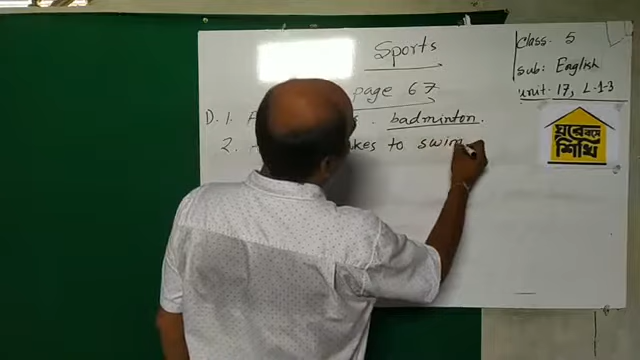 Sports
page 67
D. 1. badminton.
2. likes to swim
class: 5
sub: English
unit: 17, L-1-3
ঘরে বসে
শিখি